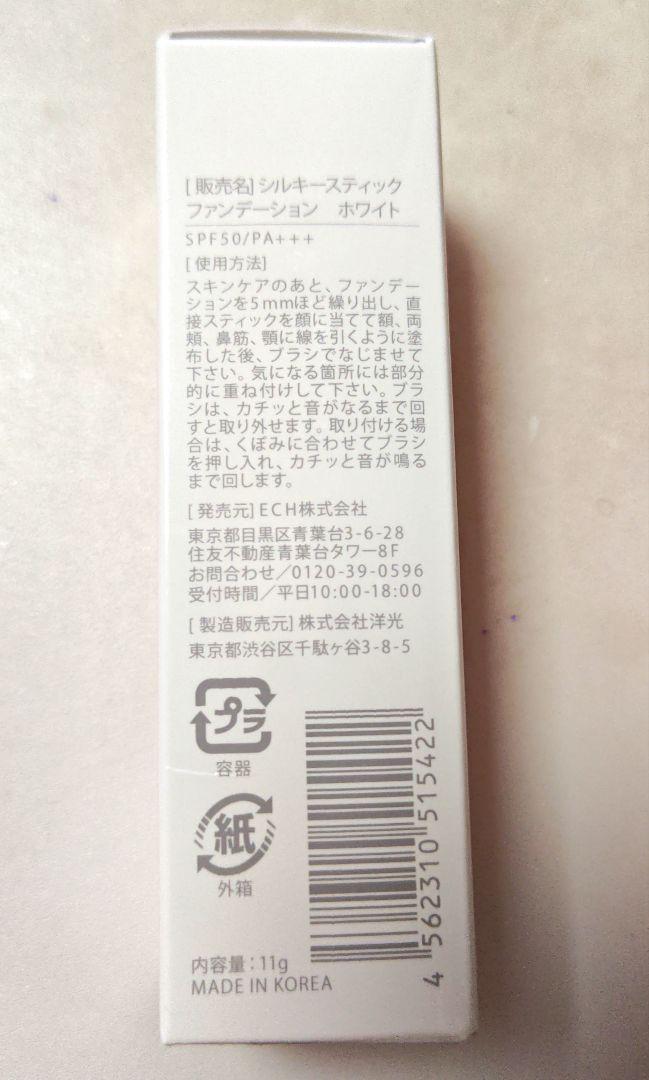 [ 販売名] シルキースティック
ファンデーション　ホワイト
SPF50/PA+++
[ 使用方法]
スキンケアのあと、ファンデー
ションを5mmほど繰り出し、直
接スティックを顔に当てて額、両
頬、鼻筋、顎に線を引くように塗
布した後、ブラシでなじませて
下さい。気になる箇所には部分
的に重ね付けして下さい。ブラ
シは、カチッと音がなるまで回
すと取り外せます。取り付ける場
合は、くぼみに合わせてブラシ
を押し入れ、カチッと音が鳴る
まで回します。
[ 発売元] ECH株式会社
東京都目黒区青葉台3-6-28
住友不動産青葉台タワー8F
お問合わせ／0120-39-0596
受付時間／平日10:00-18:00
[ 製造販売元] 株式会社洋光
東京都渋谷区千駄ヶ谷3-8-5
プラ
容器
紙
外箱
4 562310 515422
内容量：11g
MADE IN KOREA